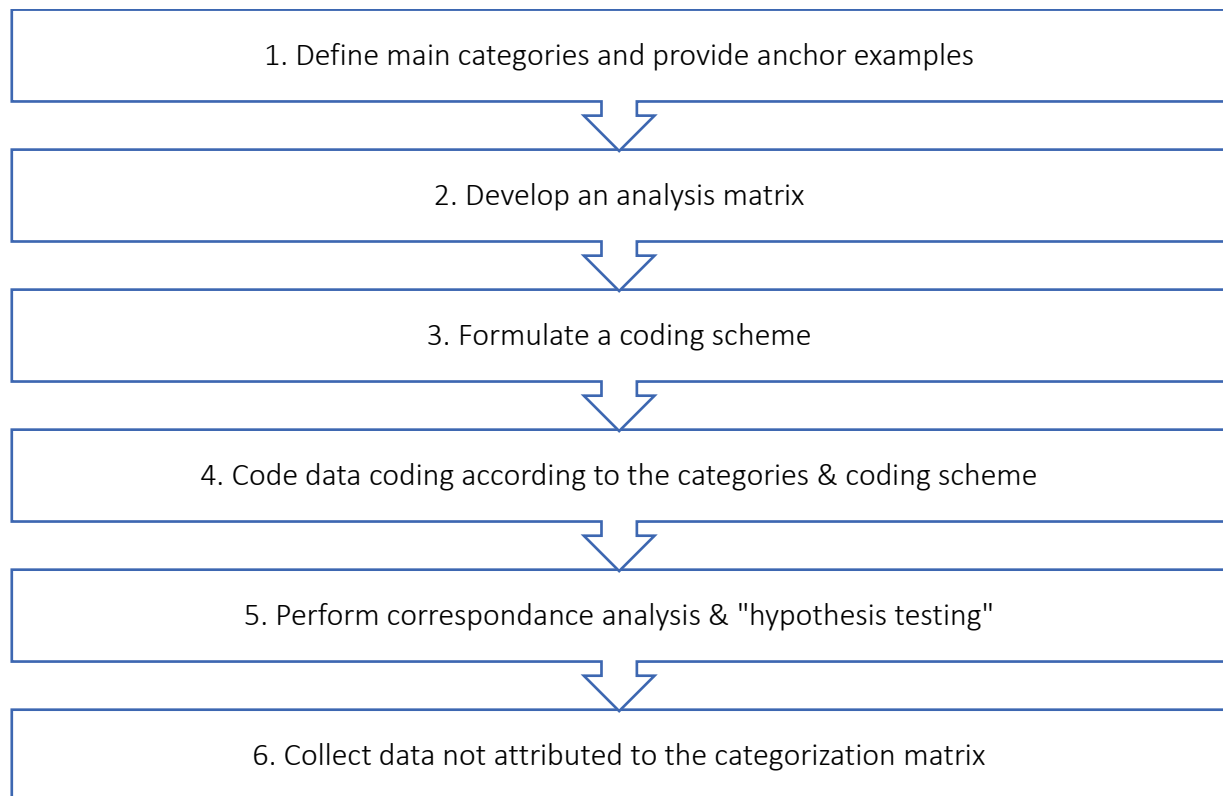 1. Define main categories and provide anchor examples
2. Develop an analysis matrix
3. Formulate a coding scheme
4. Code data coding according to the categories & coding scheme
5. Perform correspondance analysis & "hypothesis testing"
6. Collect data not attributed to the categorization matrix